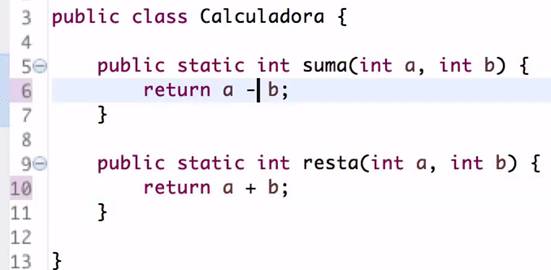 3 public class Calculadora {
4
5 public static int suma(int a, int b) {
6 return a - b;
7 }
8
9 public static int resta(int a, int b) {
10 return a + b;
11 }
12
13 }